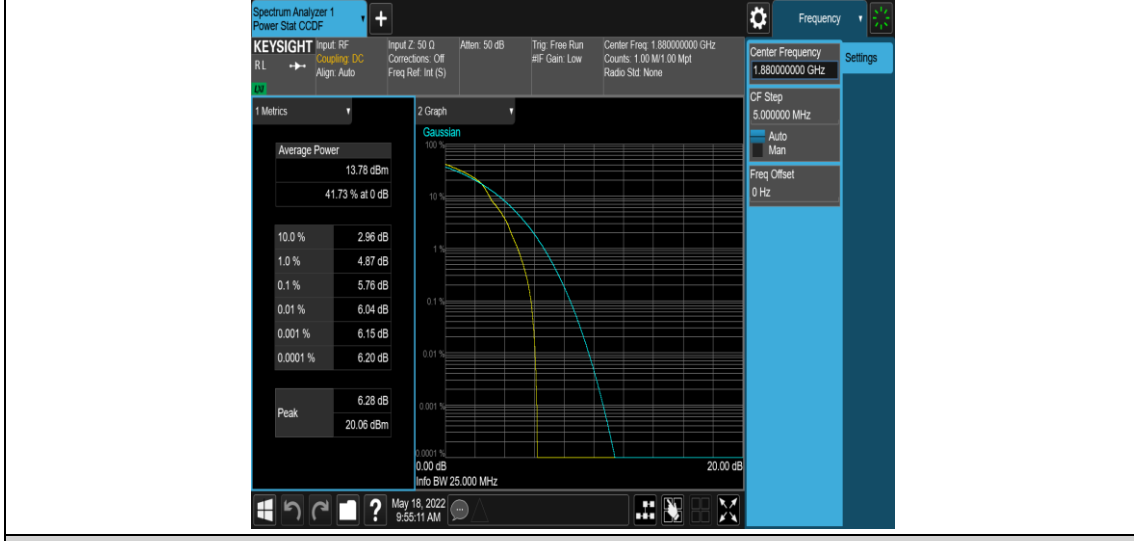 Spectrum Analyzer 1
Power Stat CCDF
+
Frequency
KEYSIGHT
RL
Input: RF
Coupling: DC
Align: Auto
Input Z: 50 Ω
Corrections: Off
Freq Ref: Int (S)
Atten: 50 dB
Trig: Free Run
#IF Gain: Low
Center Freq: 1.880000000 GHz
Counts: 1.00 M/1.00 Mpt
Radio Std: None
Center Frequency
1.880000000 GHz
Settings
CF Step
5.000000 MHz
Auto
Man
Freq Offset
0 Hz
1 Metrics
Average Power
13.78 dBm
41.73 % at 0 dB
10.0 % 2.96 dB
1.0 % 4.87 dB
0.1 % 5.76 dB
0.01 % 6.04 dB
0.001 % 6.15 dB
0.0001 % 6.20 dB
Peak
6.28 dB
20.06 dBm
2 Graph
Gaussian
100 %
10 %
1 %
0.1 %
0.01 %
0.001 %
0.0001 %
0.00 dB 20.00 dB
Info BW 25.000 MHz
?
May 18, 2022
9:55:11 AM